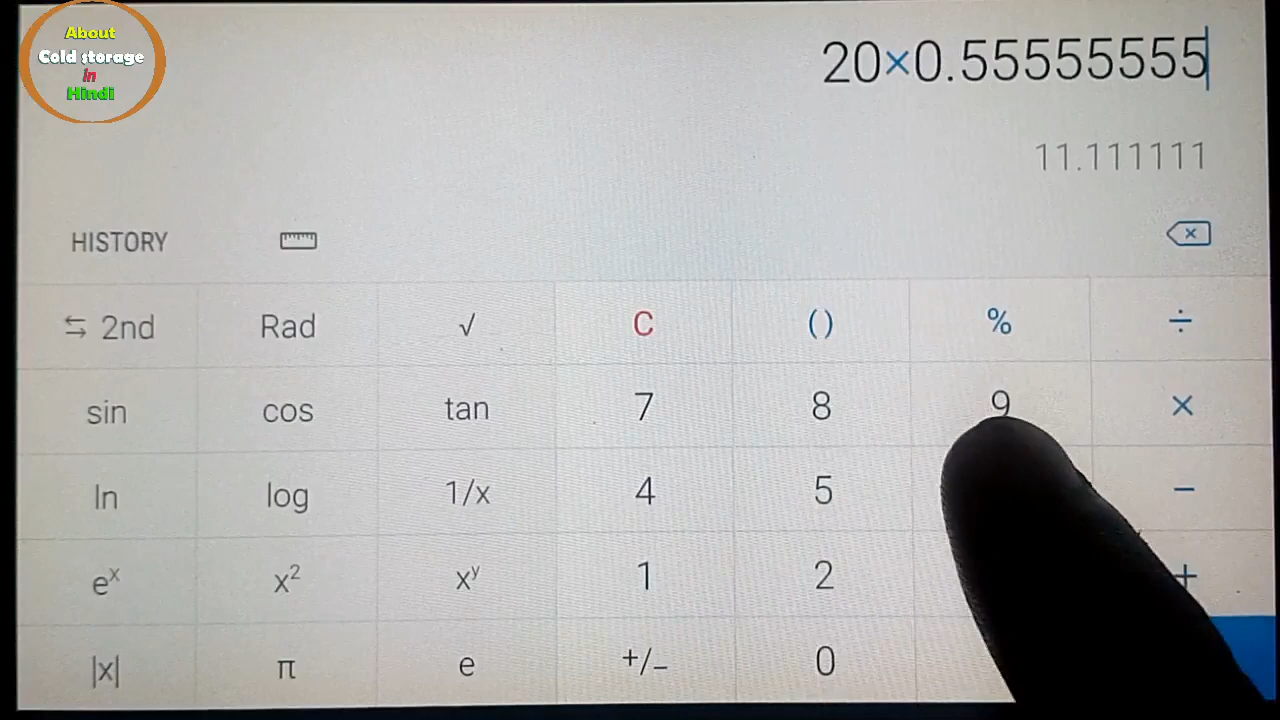 About
Cold storage
in
Hindi
20×0.55555555
11.111111
HISTORY
⇆ 2nd Rad √ C () % ÷
sin cos tan 7 8 9 ×
ln log 1/x 4 5 −
eˣ x² xʸ 1 2 +
|x| π e +/− 0